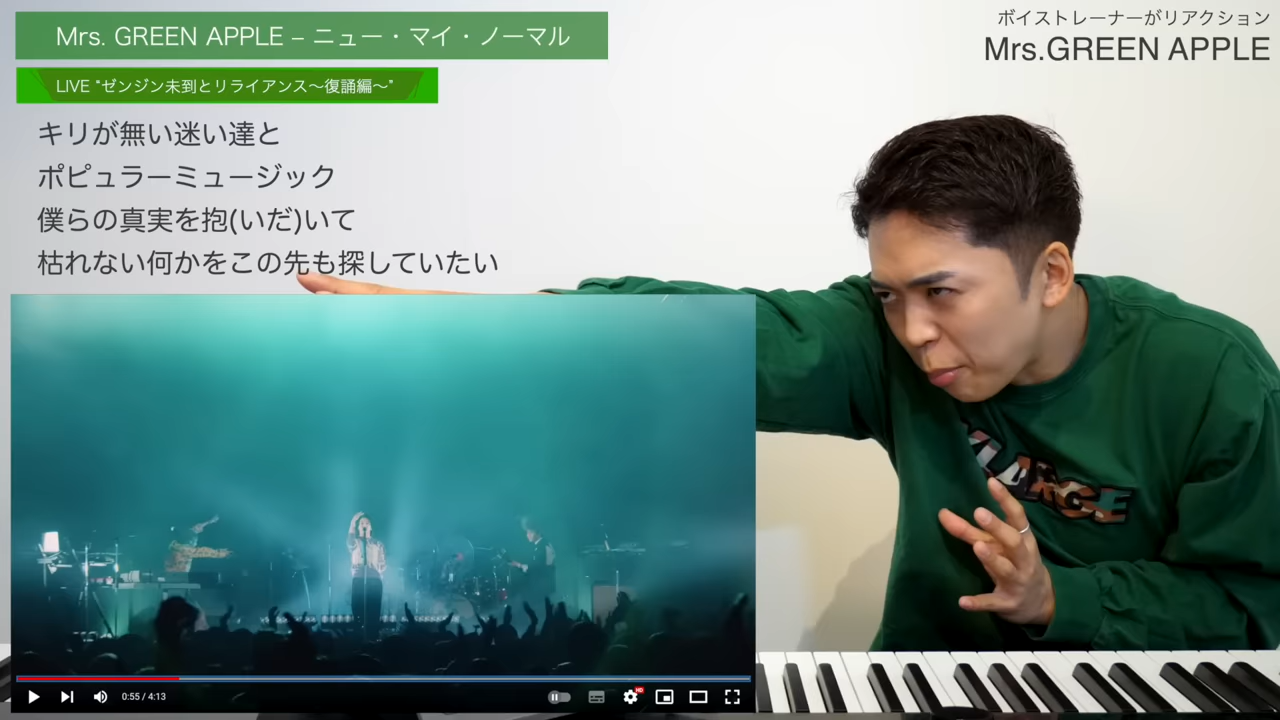 Mrs. GREEN APPLE – ニュー・マイ・ノーマル
LIVE “ゼンジン未到とリライアンス〜復誦編〜”
キリが無い迷い達と
ポピュラーミュージック
僕らの真実を抱(いだ)いて
枯れない何かをこの先も探していたい
ボイストレーナーがリアクション
Mrs.GREEN APPLE
0:55 / 4:13
HD